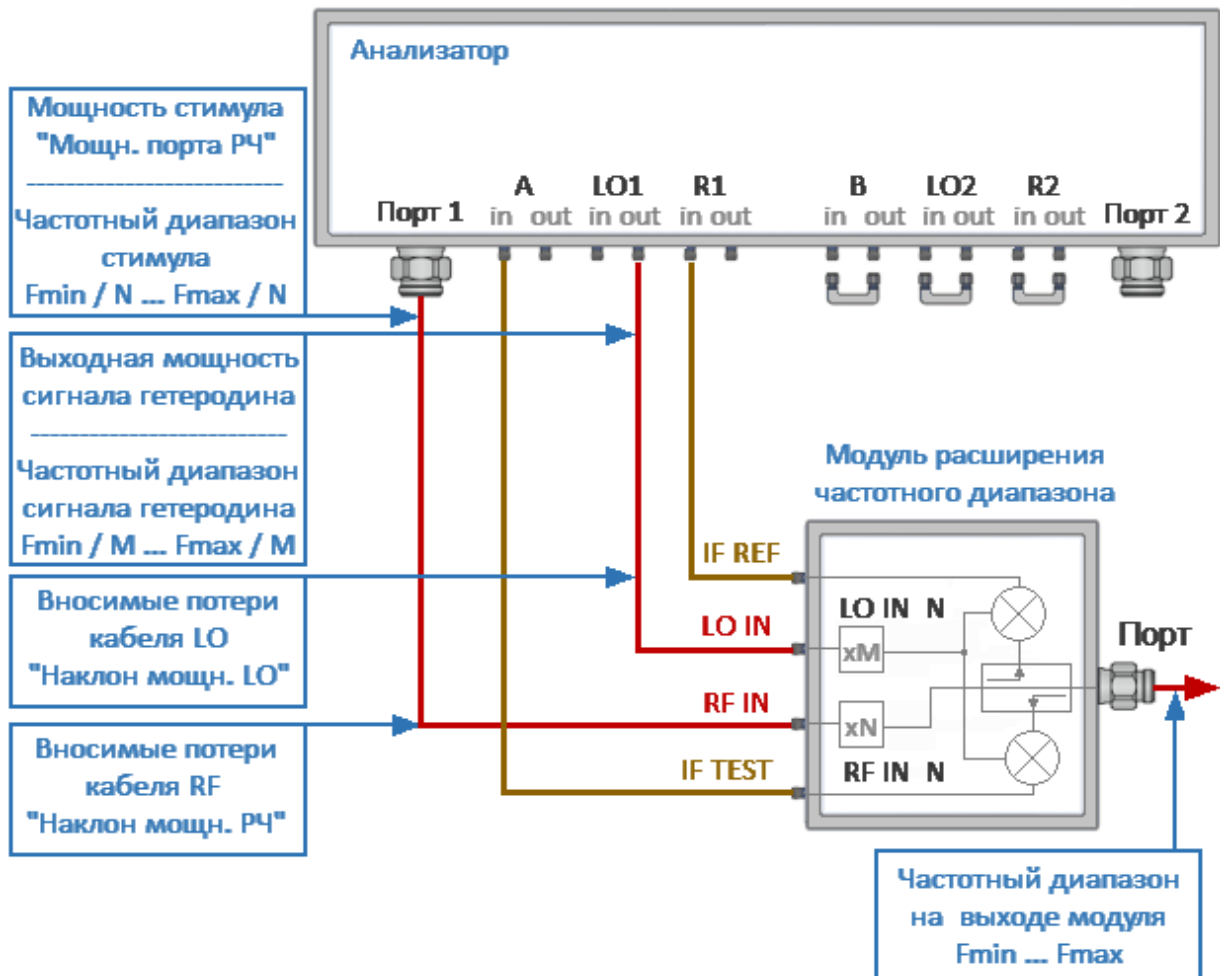 Анализатор
Мощность стимула
"Мощн. порта РЧ"
Частотный диапазон
стимула
Fmin / N ... Fmax / N
Порт 1
A
in out
LO1
in out
R1
in out
B
in out
LO2
in out
R2
in out
Порт 2
Выходная мощность
сигнала гетеродина
Частотный диапазон
сигнала гетеродина
Fmin / M ... Fmax / M
Вносимые потери
кабеля LO
"Наклон мощн. LO"
Вносимые потери
кабеля RF
"Наклон мощн. РЧ"
Модуль расширения
частотного диапазона
IF REF
LO IN
RF IN
IF TEST
LO IN N
xM
xN
RF IN N
Порт
Частотный диапазон
на выходе модуля
Fmin ... Fmax